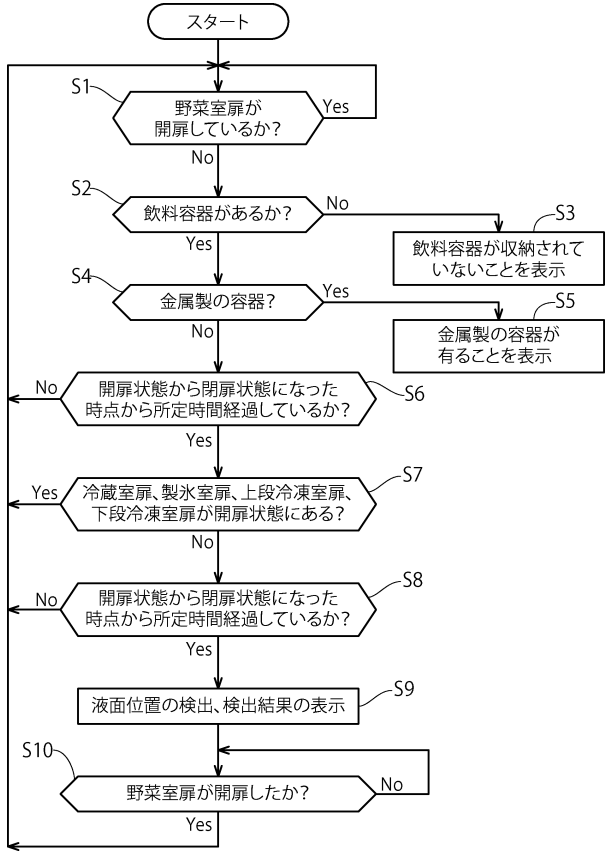 スタート
S1
野菜室扉が
開扉しているか?
Yes
No
S2
飲料容器があるか?
No
Yes
S3
飲料容器が収納されて
いないことを表示
S4
金属製の容器?
Yes
No
S5
金属製の容器が
有ることを表示
S6
開扉状態から閉扉状態になった
時点から所定時間経過しているか?
No
Yes
S7
冷蔵室扉、製氷室扉、上段冷凍室扉、
下段冷凍室扉が開扉状態にある?
Yes
No
S8
開扉状態から閉扉状態になった
時点から所定時間経過しているか?
No
Yes
S9
液面位置の検出、検出結果の表示
S10
野菜室扉が開扉したか?
No
Yes